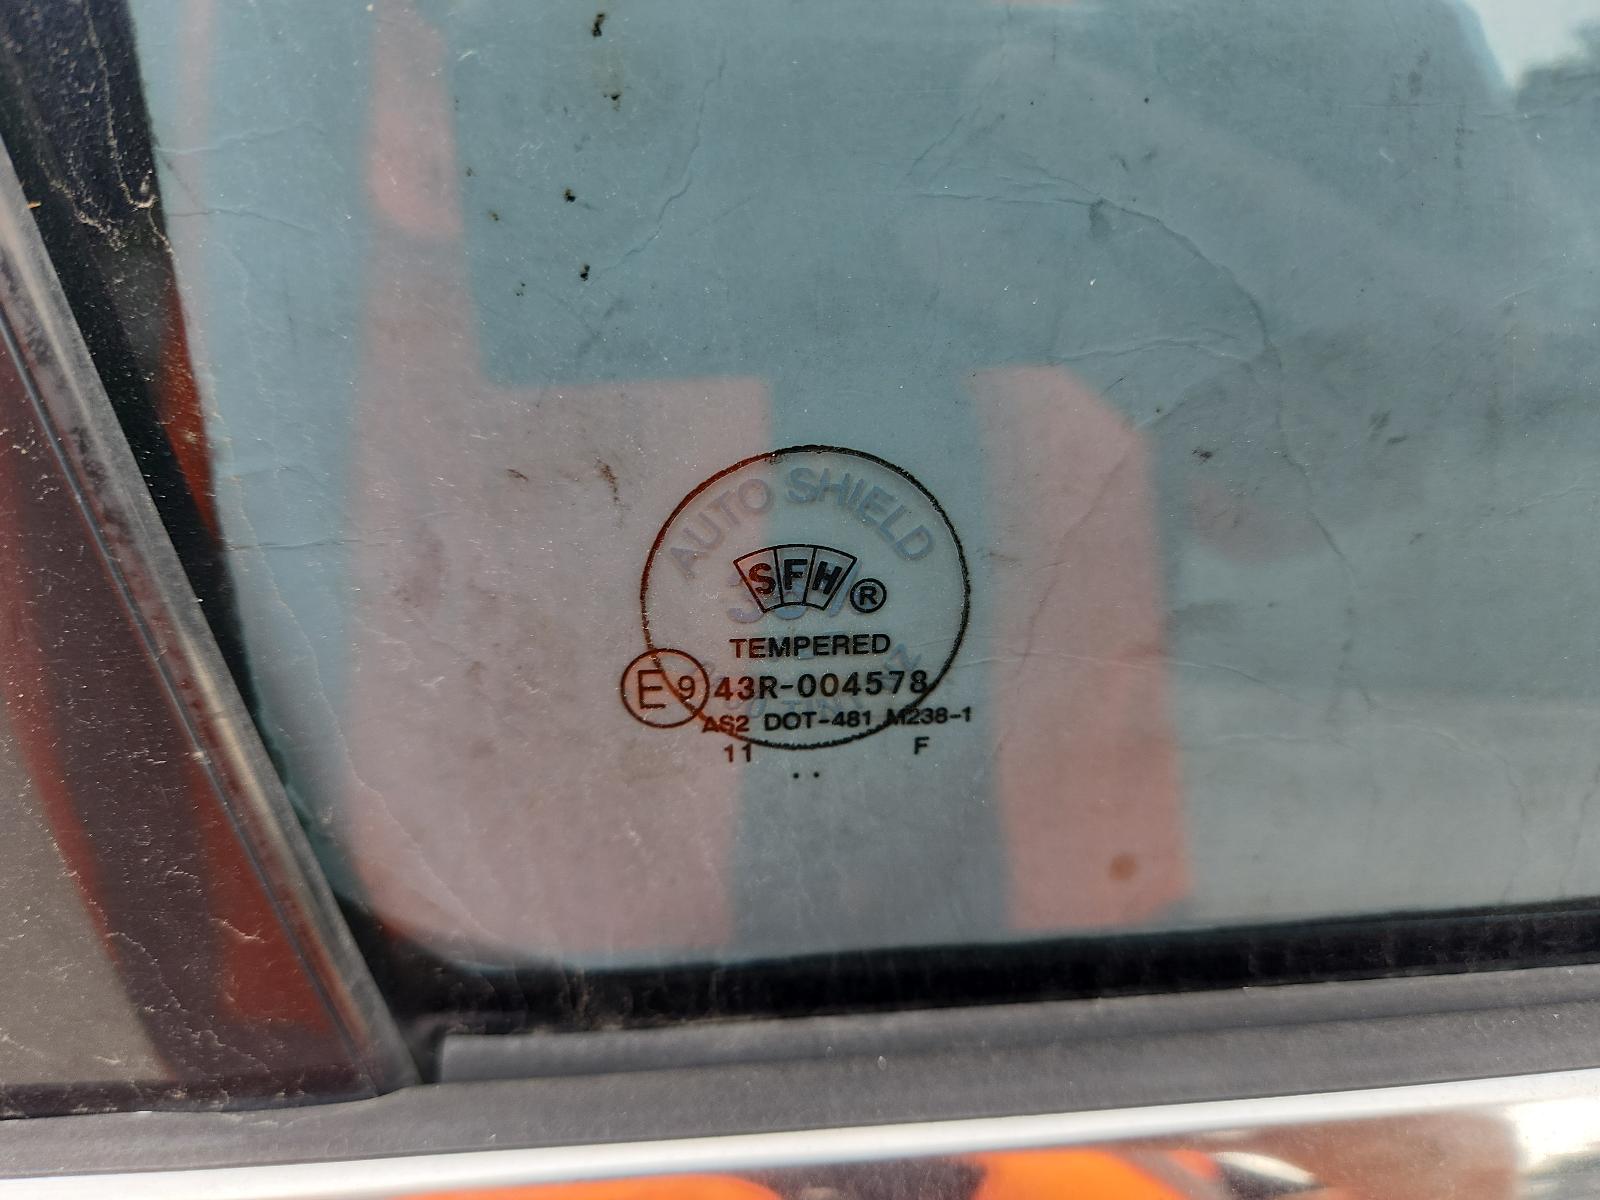 AUTO SHIELD
SFH ®
TEMPERED
E9 43R-004578
AS2 DOT-481 M238-1
11 F